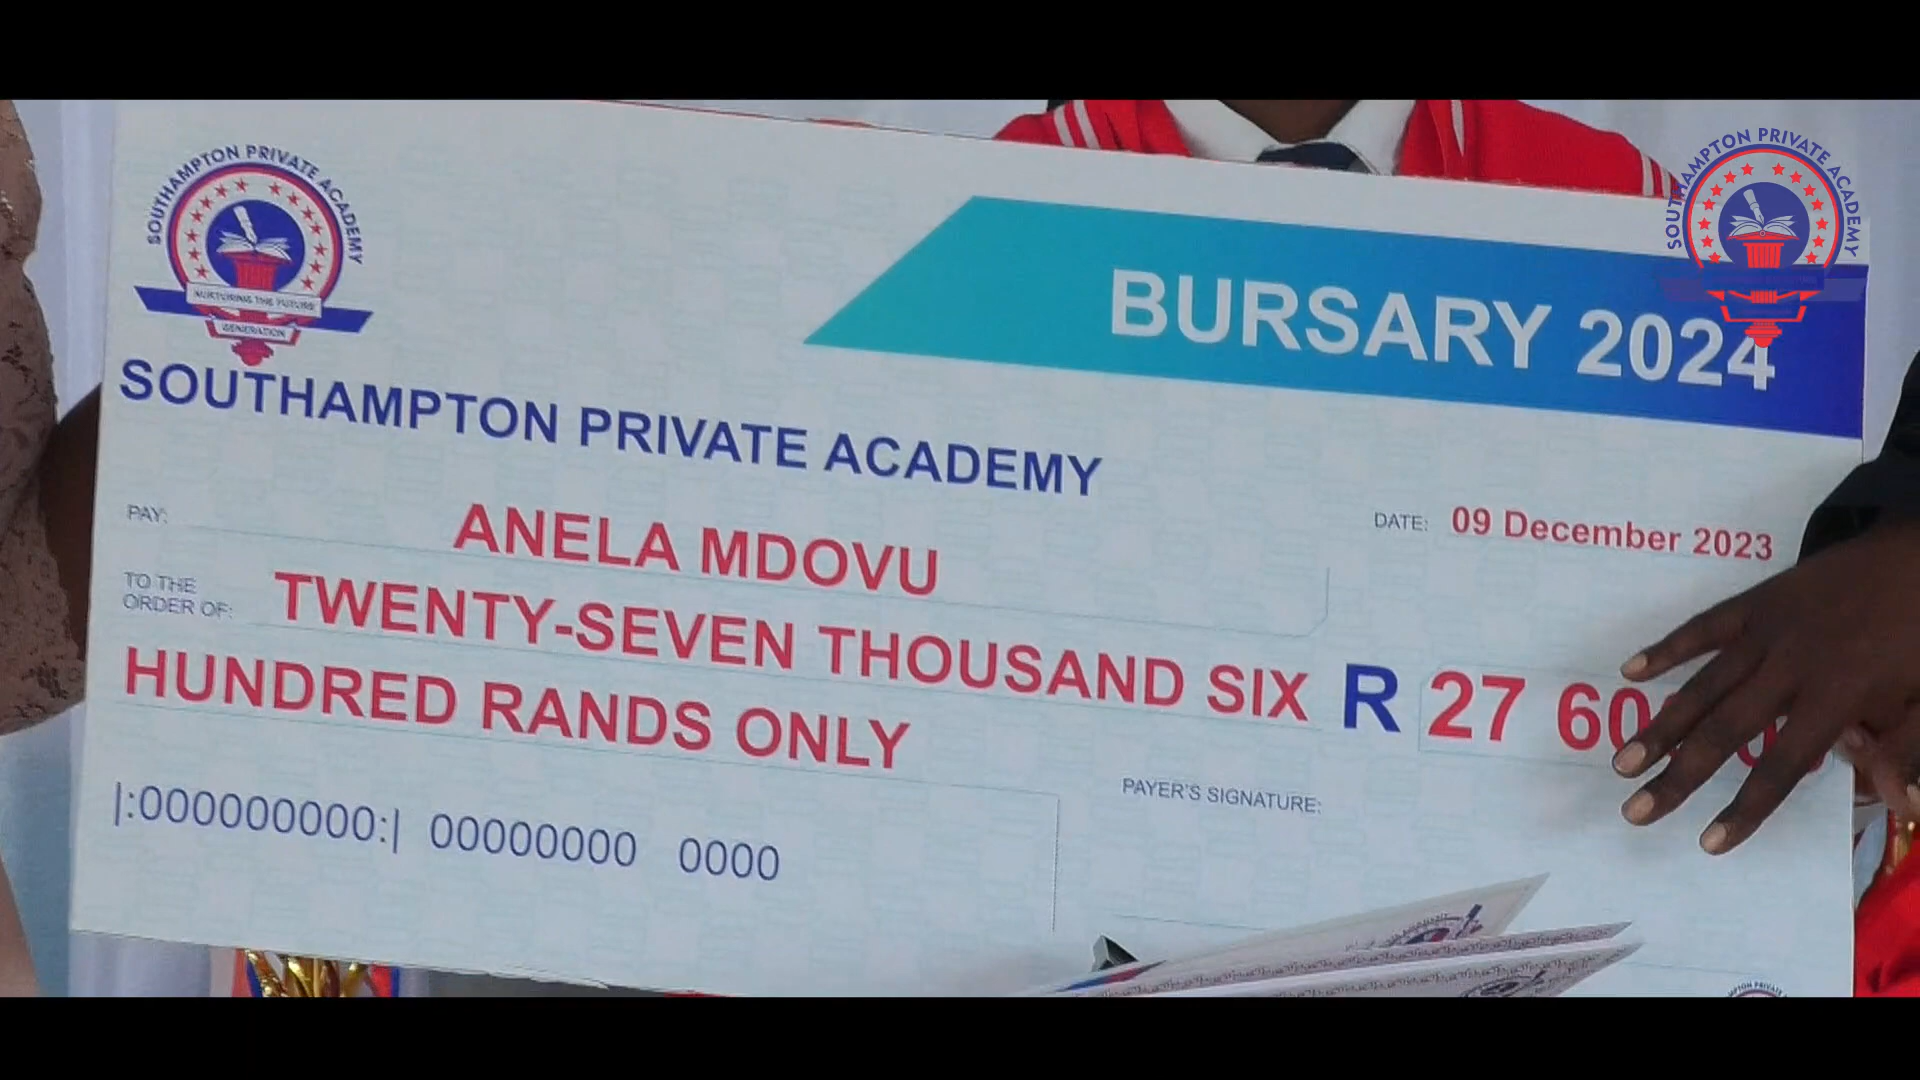 SOUTHAMPTON PRIVATE ACADEMY
NURTURING THE FUTURE
GENERATION
SOUTHAMPTON PRIVATE ACADEMY
BURSARY 2024
SOUTHAMPTON PRIVATE ACADEMY
PAY: ANELA MDOVU
DATE: 09 December 2023
TO THE
ORDER OF: TWENTY-SEVEN THOUSAND SIX
HUNDRED RANDS ONLY
R 27 60
PAYER'S SIGNATURE:
|:000000000:| 00000000 0000